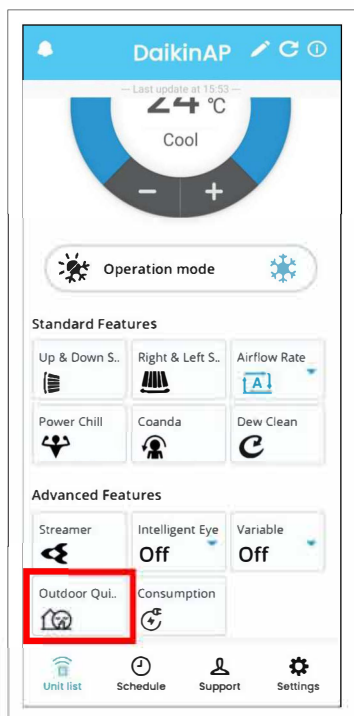 DaikinAP
— Last update at 15:53 —
24 °C
Cool
− +
Operation mode
Standard Features
Up & Down S.. Right & Left S.. Airflow Rate
A
Power Chill Coanda Dew Clean
Advanced Features
Streamer Intelligent Eye Variable
Off Off
Outdoor Qui.. Consumption
Unit list Schedule Support Settings